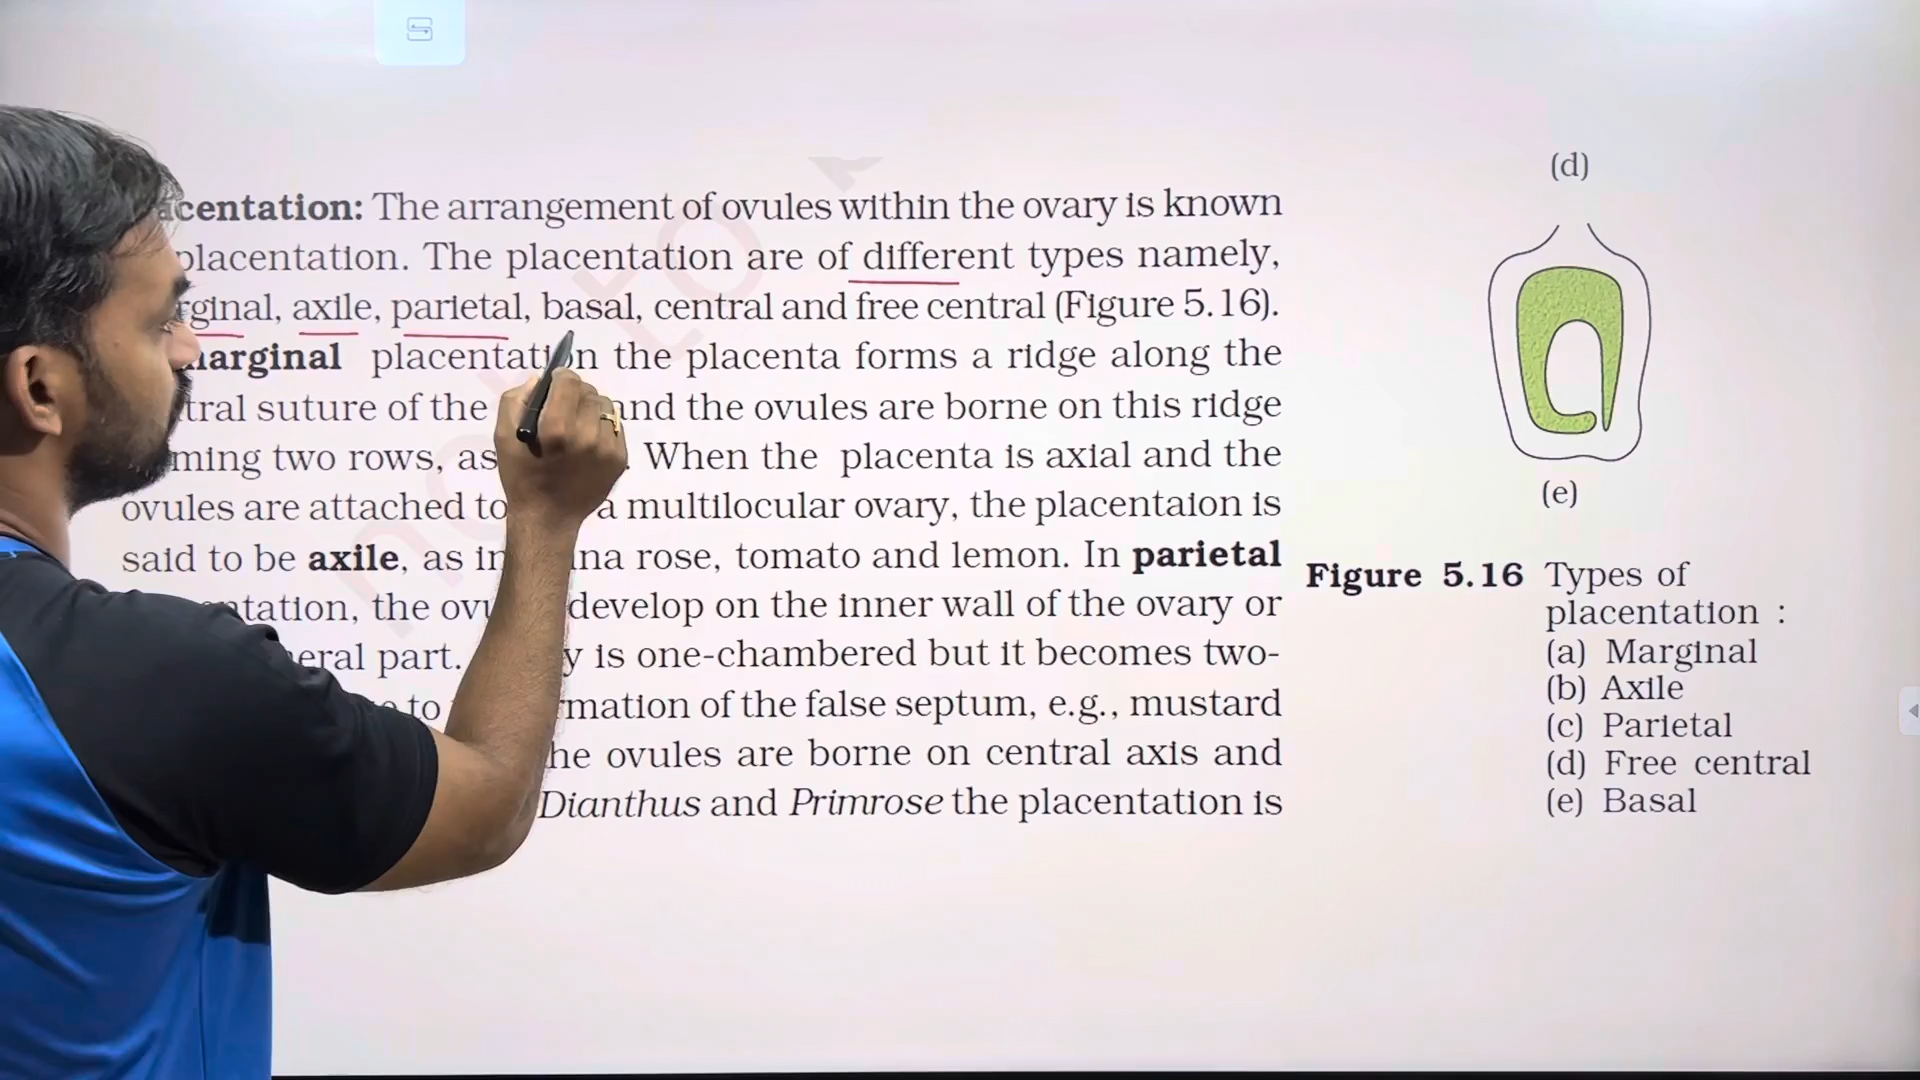 centation: The arrangement of ovules within the ovary is known
placentation. The placentation are of different types namely,
rginal, axile, parietal, basal, central and free central (Figure 5.16).
marginal placentation the placenta forms a ridge along the
tral suture of the and the ovules are borne on this ridge
ming two rows, as When the placenta is axial and the
ovules are attached to a multilocular ovary, the placentaion is
said to be axile, as in na rose, tomato and lemon. In parietal
ntation, the ovu develop on the inner wall of the ovary or
eral part. y is one-chambered but it becomes two-
to rmation of the false septum, e.g., mustard
he ovules are borne on central axis and
Dianthus and Primrose the placentation is
(d)
(e)
Figure 5.16 Types of
placentation :
(a) Marginal
(b) Axile
(c) Parietal
(d) Free central
(e) Basal